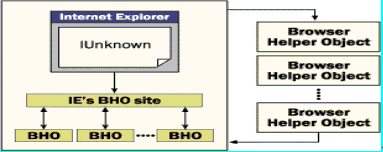 Internet Explorer
IUnknown
IE's BHO site
BHO
BHO
BHO
Browser
Helper Object
Browser
Helper Object
Browser
Helper Object